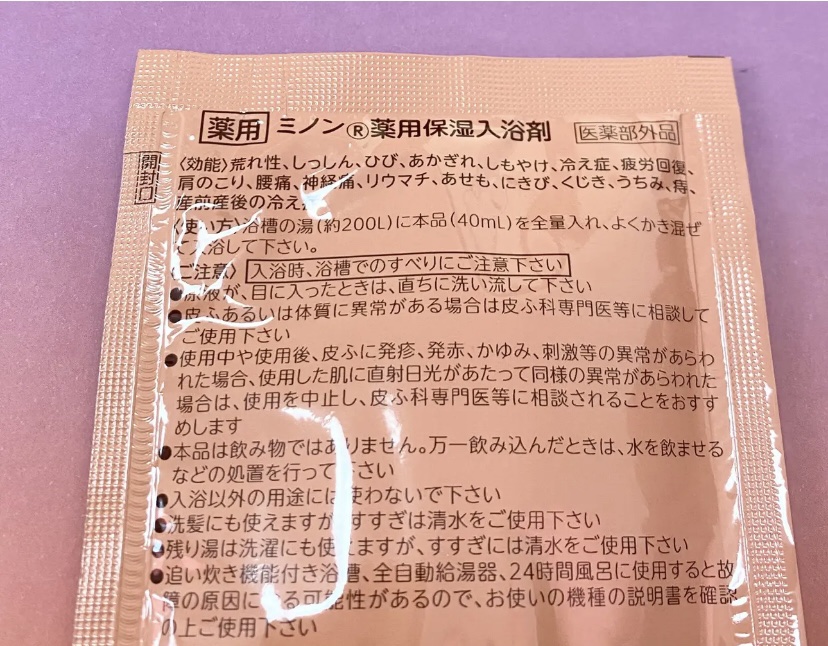 開封口
薬用 ミノン®薬用保湿入浴剤 医薬部外品
〈効能〉荒れ性、しっしん、ひび、あかぎれ、しもやけ、冷え症、疲労回復、
肩のこり、腰痛、神経痛、リウマチ、あせも、にきび、くじき、うちみ、痔、
産前産後の冷え
〈使い方〉浴槽の湯(約200L)に本品(40mL)を全量入れ、よくかき混ぜ
て入浴して下さい。
〈ご注意〉 入浴時、浴槽でのすべりにご注意下さい
●原液が、目に入ったときは、直ちに洗い流して下さい
●皮ふあるいは体質に異常がある場合は皮ふ科専門医等に相談して
ご使用下さい
●使用中や使用後、皮ふに発疹、発赤、かゆみ、刺激等の異常があらわ
れた場合、使用した肌に直射日光があたって同様の異常があらわれた
場合は、使用を中止し、皮ふ科専門医等に相談されることをおすす
めします
●本品は飲み物ではありません。万一飲み込んだときは、水を飲ませる
などの処置を行って下さい
●入浴以外の用途には使わないで下さい
●洗髪にも使えますが、すすぎは清水をご使用下さい
●残り湯は洗濯にも使えますが、すすぎには清水をご使用下さい
●追い炊き機能付き浴槽、全自動給湯器、24時間風呂に使用すると故
障の原因になる可能性があるので、お使いの機種の説明書を確認
の上ご使用下さい